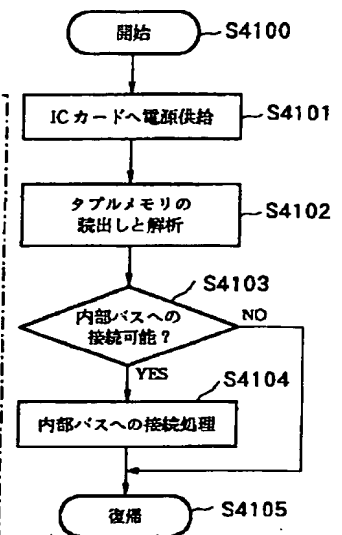 開始
S4100
ICカードへ電源供給
S4101
タプルメモリの
読出しと解析
S4102
S4103
内部バスへの
接続可能?
NO
YES
S4104
内部バスへの接続処理
復帰
S4105